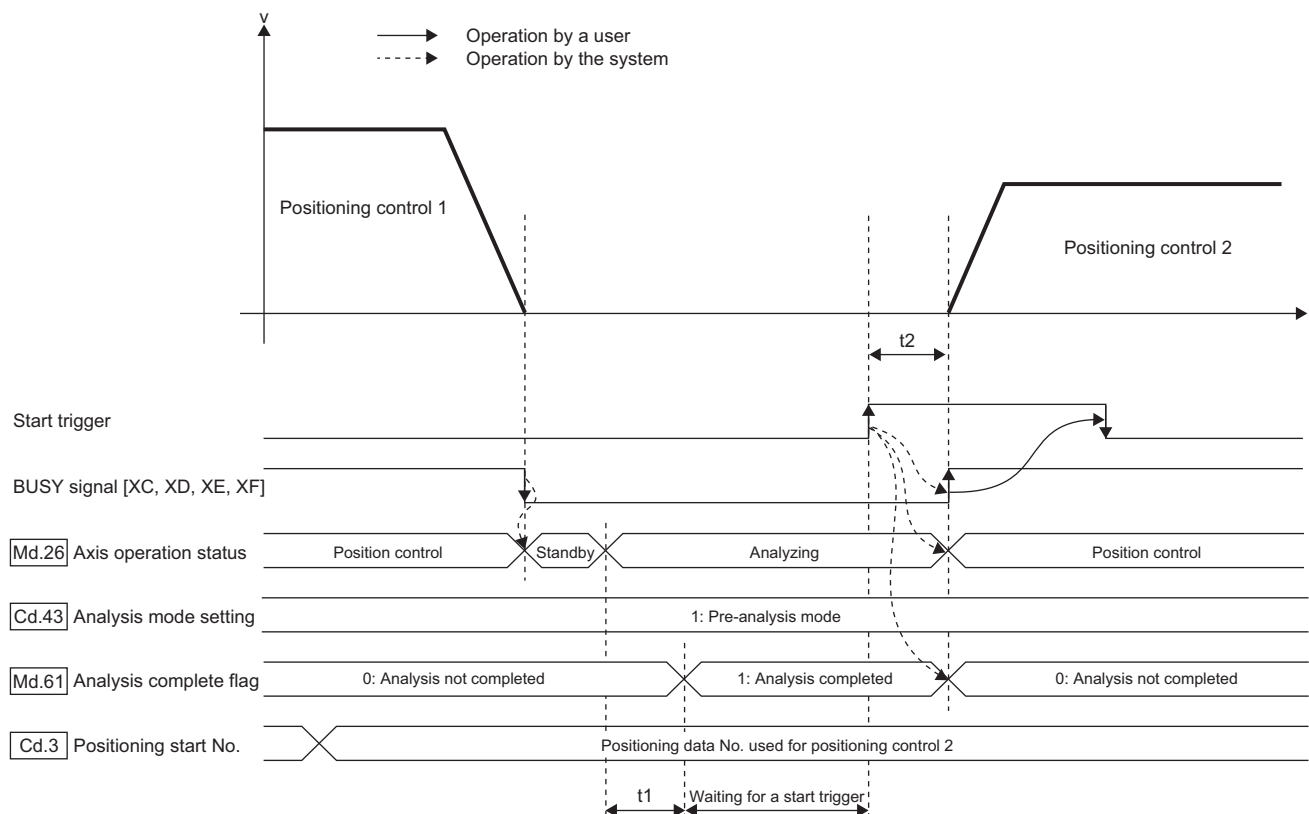 v
Operation by a user
Operation by the system
Positioning control 1
Positioning control 2
t2
Start trigger
BUSY signal [XC, XD, XE, XF]
Md.26 Axis operation status
Position control
Standby
Analyzing
Position control
Cd.43 Analysis mode setting
1: Pre-analysis mode
Md.61 Analysis complete flag
0: Analysis not completed
1: Analysis completed
0: Analysis not completed
Cd.3 Positioning start No.
Positioning data No. used for positioning control 2
t1
Waiting for a start trigger